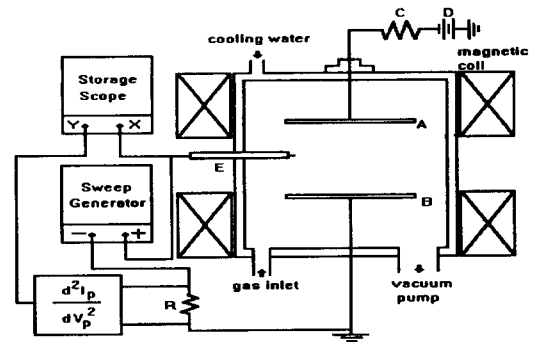 C
D
cooling water
magnetic
coil
Storage
Scope
Y X
A
E
Sweep
Generator
- +
B
gas inlet
vacuum
pump
R
d²Ip
dVp²